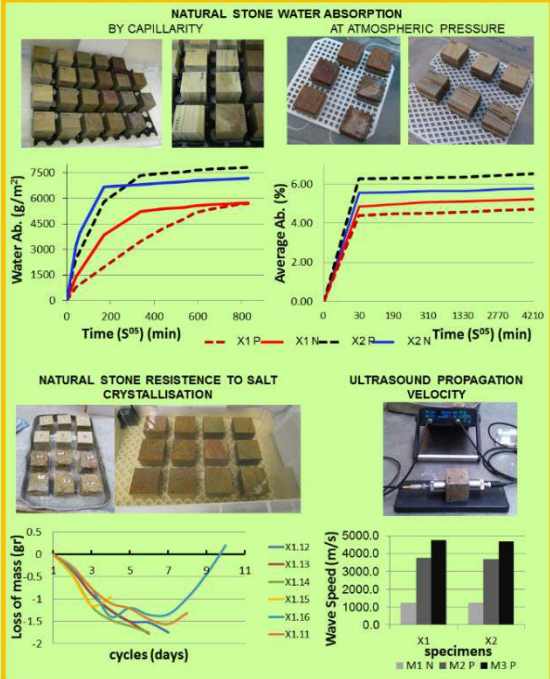 NATURAL STONE WATER ABSORPTION
BY CAPILLARITY
AT ATMOSPHERIC PRESSURE
7500
6000
4500
3000
1500
0
Water Ab. (g/m²)
0 200 400 600 800
Time (S⁰⁵) (min)
6.00
4.00
2.00
0.00
Average Ab. (%)
0 30 190 310 1330 2770 4210
Time (S⁰⁵) (min)
X1 P X1 N X2 P X2 N
NATURAL STONE RESISTENCE TO SALT
CRYSTALLISATION
ULTRASOUND PROPAGATION
VELOCITY
0.5
0
-0.5
-1
-1.5
-2
Loss of mass (gr)
1 3 5 7 9 11
cycles (days)
X1.12
X1.13
X1.14
X1.15
X1.16
X1.11
5000.0
4000.0
3000.0
2000.0
1000.0
0.0
Wave Speed (m/s)
X1 X2
specimens
M1 N M2 P M3 P